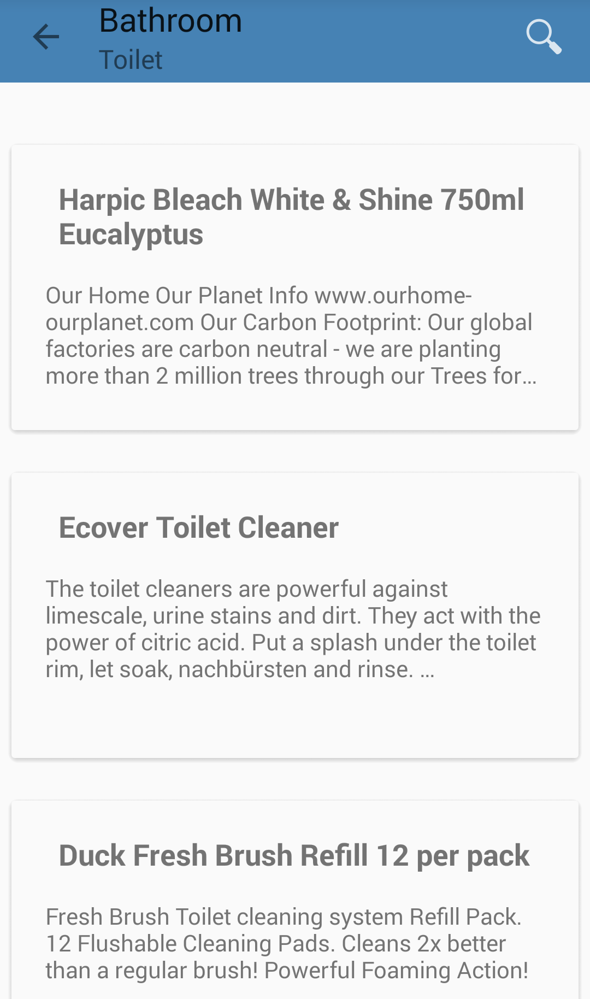 Bathroom
Toilet
Harpic Bleach White & Shine 750ml
Eucalyptus
Our Home Our Planet Info www.ourhome-
ourplanet.com Our Carbon Footprint: Our global
factories are carbon neutral - we are planting
more than 2 million trees through our Trees for...
Ecover Toilet Cleaner
The toilet cleaners are powerful against
limescale, urine stains and dirt. They act with the
power of citric acid. Put a splash under the toilet
rim, let soak, nachbürsten and rinse. ...
Duck Fresh Brush Refill 12 per pack
Fresh Brush Toilet cleaning system Refill Pack.
12 Flushable Cleaning Pads. Cleans 2x better
than a regular brush! Powerful Foaming Action!